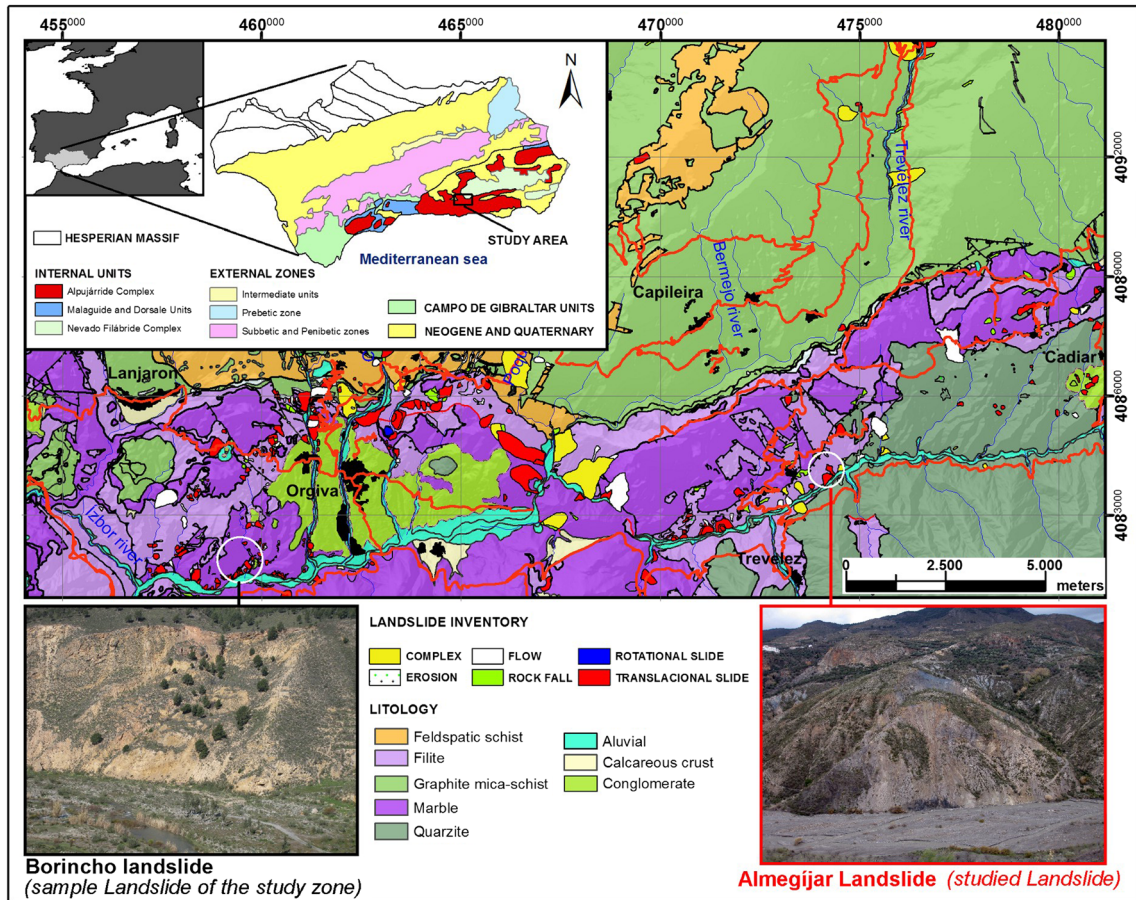 455000 460000 465000 470000 475000 480000
N
HESPERIAN MASSIF
STUDY AREA
Mediterranean sea
INTERNAL UNITS
Alpujárride Complex
Malaguide and Dorsale Units
Nevado Filábride Complex
EXTERNAL ZONES
Intermediate units
Prebetic zone
Subbetic and Penibetic zones
CAMPO DE GIBRALTAR UNITS
NEOGENE AND QUATERNARY
4092000
4089000
4086000
4083000
Trevelez river
Bermejo river
Capileira
Cadiar
Lanjaron
Orgiva
Izbor river
Trevelez
0 2.500 5.000
meters
LANDSLIDE INVENTORY
COMPLEX FLOW ROTATIONAL SLIDE
EROSION ROCK FALL TRANSLACIONAL SLIDE
LITOLOGY
Feldspatic schist
Filite
Graphite mica-schist
Marble
Quarzite
Aluvial
Calcareous crust
Conglomerate
Borincho landslide
(sample Landslide of the study zone)
Almegíjar Landslide (studied Landslide)